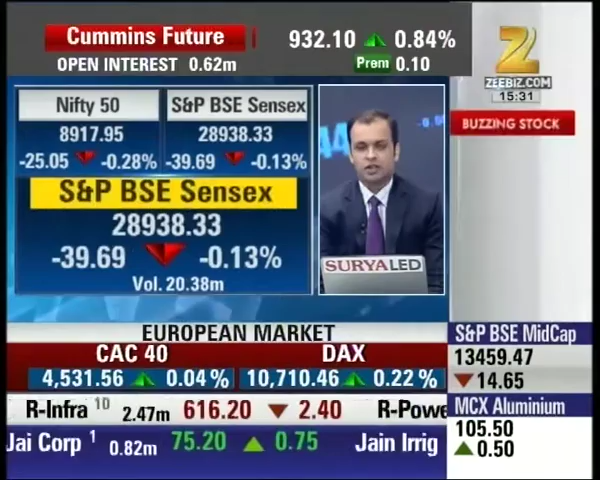 Cummins Future
932.10 0.84%
OPEN INTEREST 0.62m
Prem 0.10
Z
ZEEBIZ.COM
15:31
BUZZING STOCK
Nifty 50
8917.95
-25.05 -0.28%
S&P BSE Sensex
28938.33
-39.69 -0.13%
S&P BSE Sensex
28938.33
-39.69 -0.13%
Vol. 20.38m
SURYA LED
EUROPEAN MARKET
CAC 40
4,531.56 0.04%
DAX
10,710.46 0.22%
S&P BSE MidCap
13459.47
14.65
MCX Aluminium
105.50
0.50
R-Infra 10 2.47m 616.20 2.40 R-Powe
Jai Corp 1 0.82m 75.20 0.75 Jain Irrig